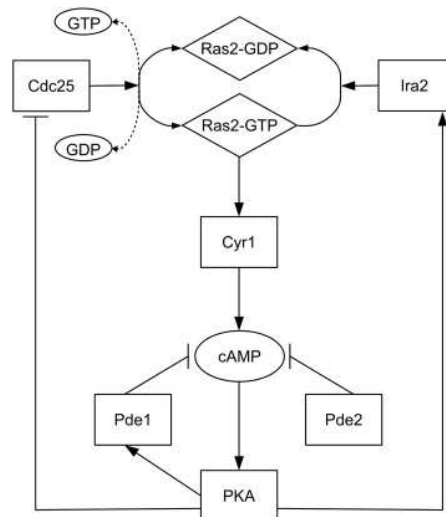 GTP
Ras2-GDP
Cdc25
Ira2
Ras2-GTP
GDP
Cyr1
cAMP
Pde1
Pde2
PKA